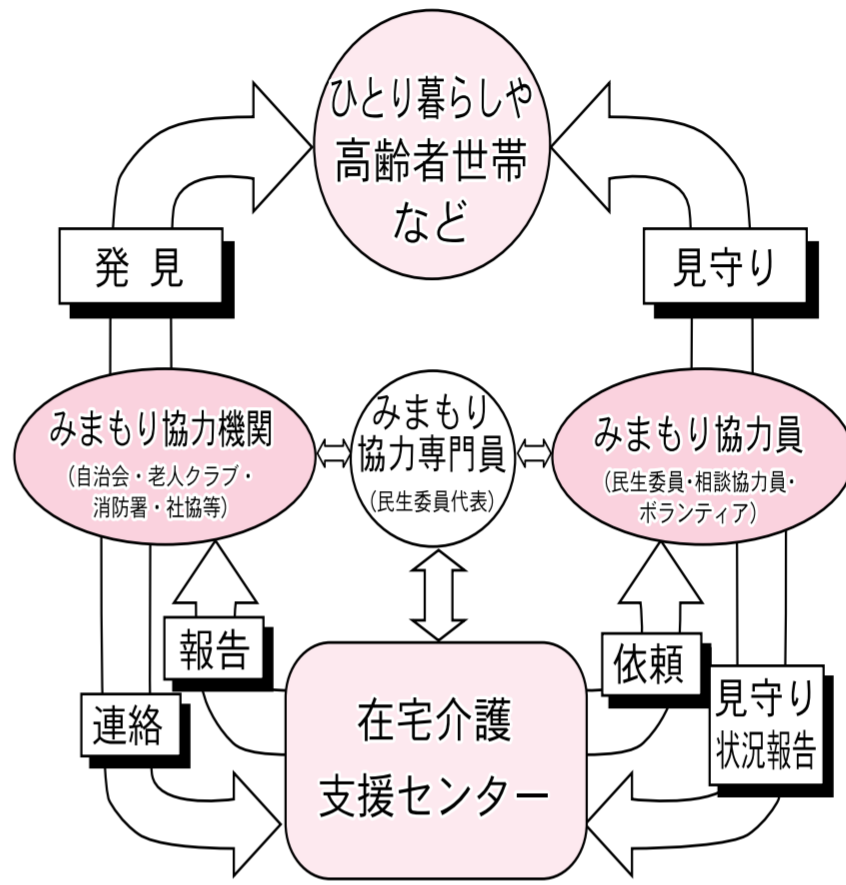 ひとり暮らしや
高齢者世帯
など
発 見
見守り
みまもり協力機関
(自治会・老人クラブ・
消防署・社協等)
みまもり
協力専門員
(民生委員代表)
みまもり協力員
(民生委員・相談協力員・
ボランティア)
報告
連絡
依頼
見守り
状況報告
在宅介護
支援センター